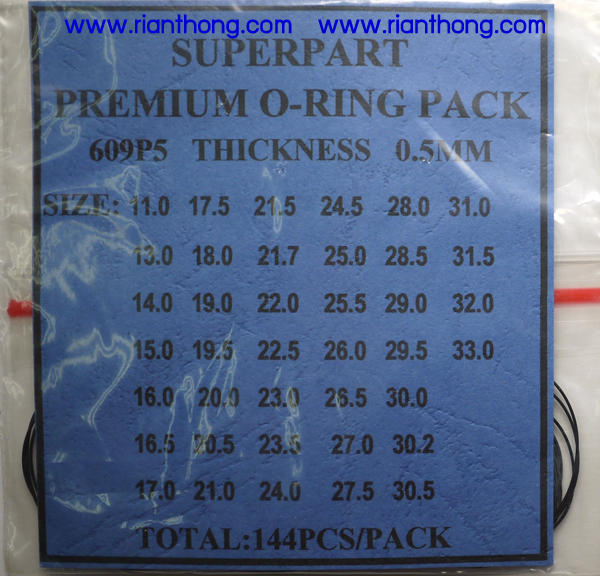 www.rianthong.com www.rianthong.com
SUPERPART
PREMIUM O-RING PACK
609P5 THICKNESS 0.5MM
SIZE: 11.0 17.5 21.5 24.5 28.0 31.0
13.0 18.0 21.7 25.0 28.5 31.5
14.0 19.0 22.0 25.5 29.0 32.0
15.0 19.5 22.5 26.0 29.5 33.0
16.0 20.0 23.0 26.5 30.0
16.5 20.5 23.5 27.0 30.2
17.0 21.0 24.0 27.5 30.5
TOTAL:144PCS/PACK